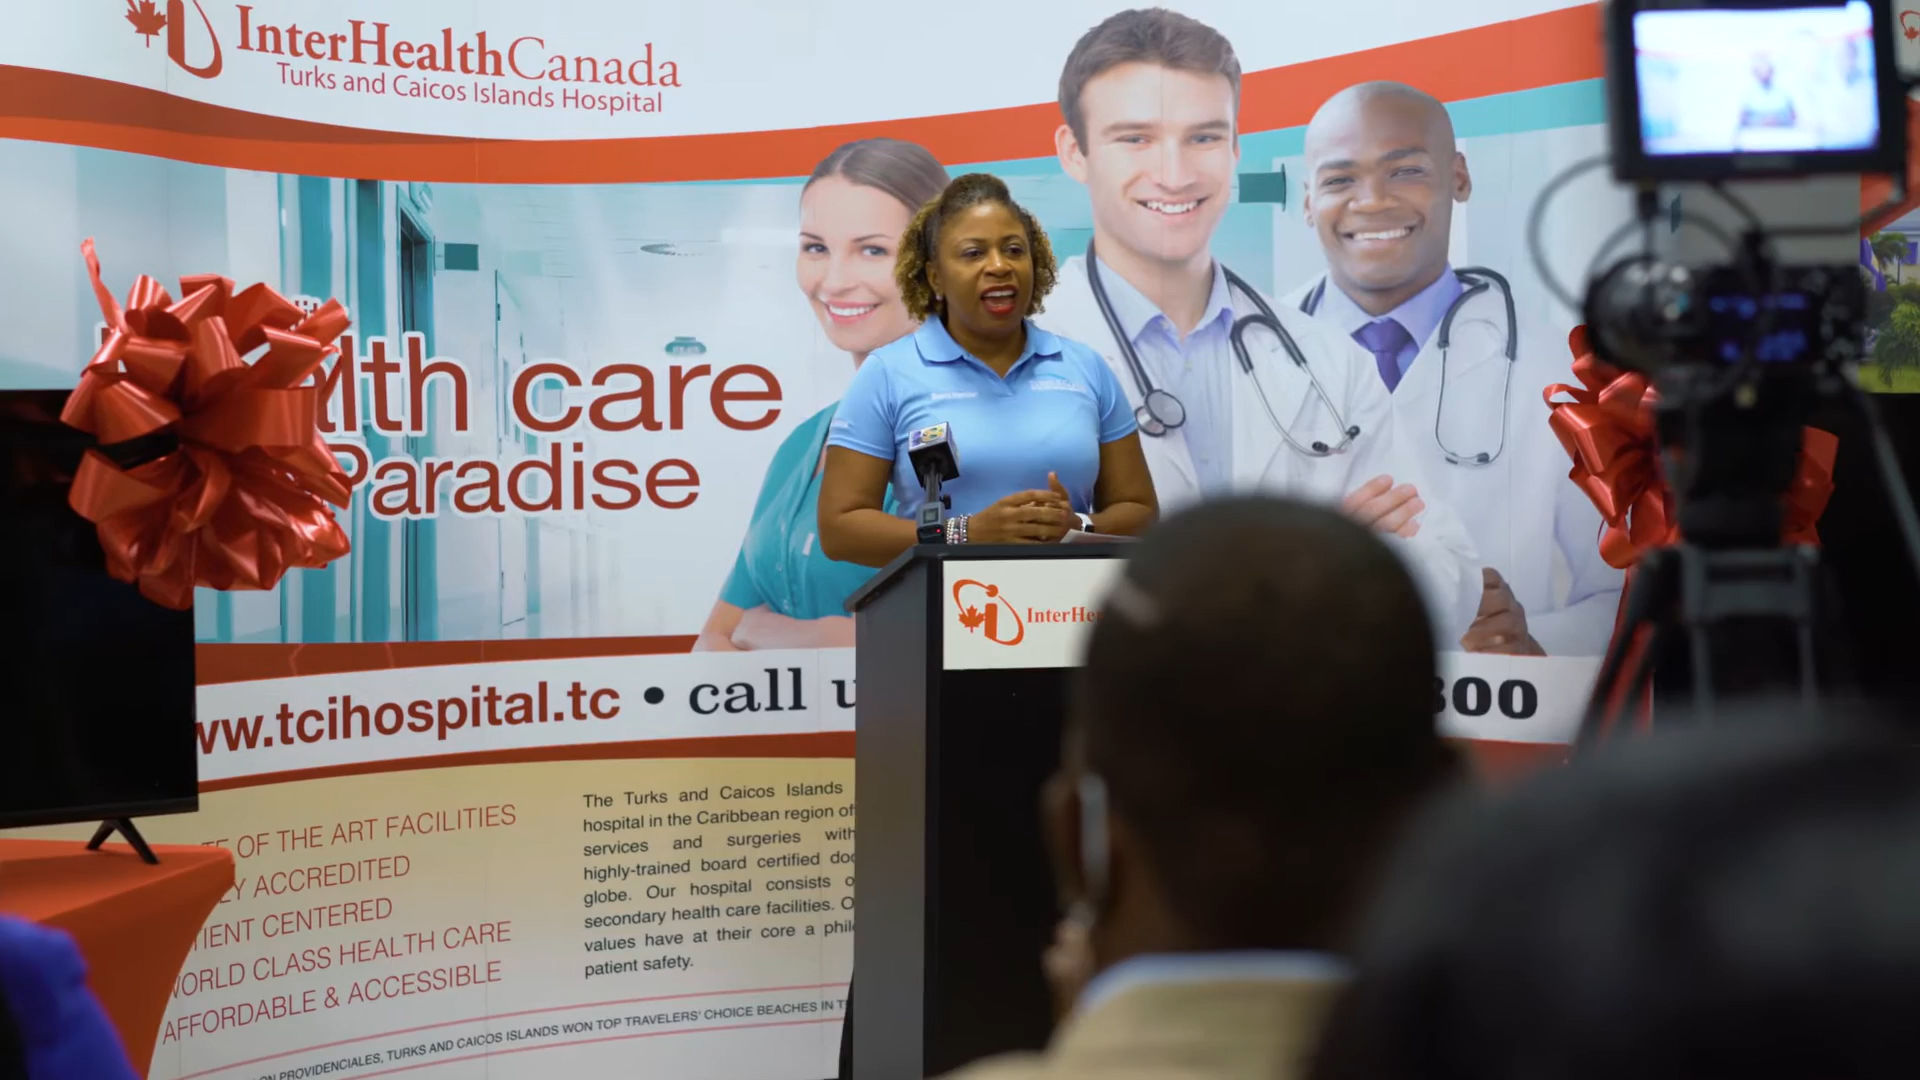 InterHealthCanada
Turks and Caicos Islands Hospital
lth care
Paradise
ww.tcihospital.tc • call u
300
TE OF THE ART FACILITIES
LY ACCREDITED
TIENT CENTERED
WORLD CLASS HEALTH CARE
AFFORDABLE & ACCESSIBLE
The Turks and Caicos Islands
hospital in the Caribbean region of
services and surgeries with
highly-trained board certified doc
globe. Our hospital consists o
secondary health care facilities. O
values have at their core a phil
patient safety.
ON PROVIDENCIALES, TURKS AND CAICOS ISLANDS WON TOP TRAVELERS' CHOICE BEACHES IN T
InterHea